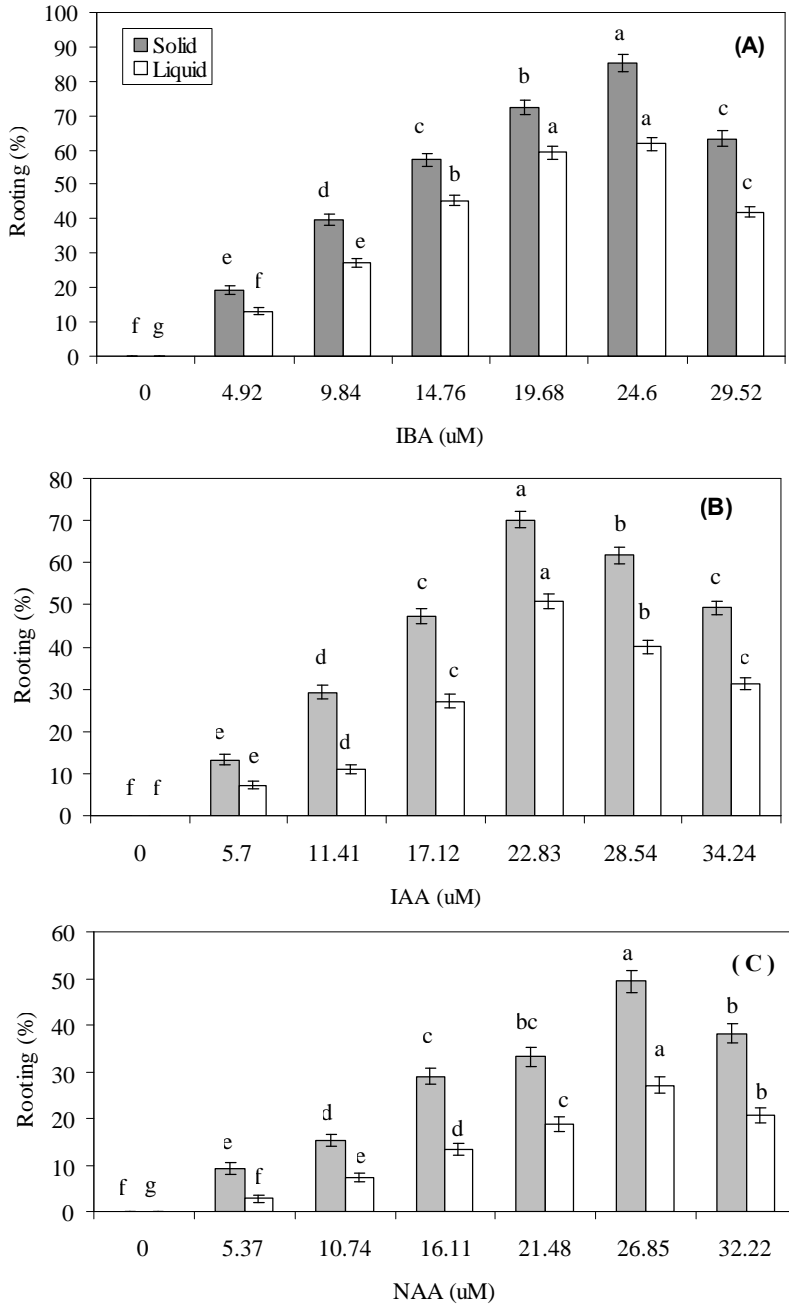 100
90
80
70
60
50
40
30
20
10
0
Rooting (%)
Solid
Liquid
(A)
f g
e f
d e
c b
b a
a a
c c
0 4.92 9.84 14.76 19.68 24.6 29.52
IBA (uM)
80
70
60
50
40
30
20
10
0
Rooting (%)
(B)
f f
e e
d d
c c
a a
b b
c c
0 5.7 11.41 17.12 22.83 28.54 34.24
IAA (uM)
60
50
40
30
20
10
0
Rooting (%)
( C )
f g
e f
d e
c d
bc c
a a
b b
0 5.37 10.74 16.11 21.48 26.85 32.22
NAA (uM)